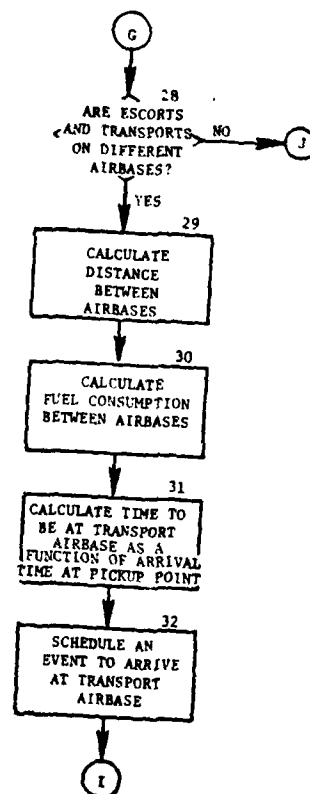 G
28
ARE ESCORTS
AND TRANSPORTS
ON DIFFERENT
AIRBASES?
NO
J
YES
29
CALCULATE
DISTANCE
BETWEEN
AIRBASES
30
CALCULATE
FUEL CONSUMPTION
BETWEEN AIRBASES
31
CALCULATE TIME TO
BE AT TRANSPORT
AIRBASE AS A
FUNCTION OF ARRIVAL
TIME AT PICKUP POINT
32
SCHEDULE AN
EVENT TO ARRIVE
AT TRANSPORT
AIRBASE
I